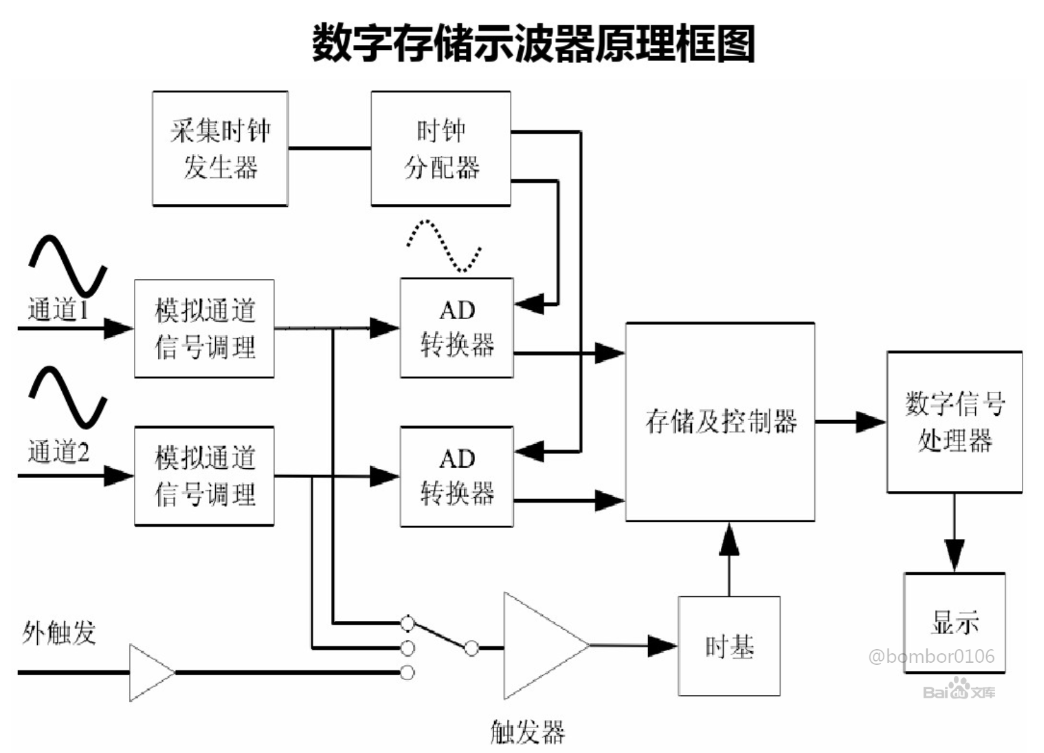 数字存储示波器原理框图
采集时钟
发生器
时钟
分配器
通道1
模拟通道
信号调理
AD
转换器
通道2
模拟通道
信号调理
AD
转换器
存储及控制器
数字信号
处理器
外触发
触发器
时基
显示
@bombor0106
Bai du 文库